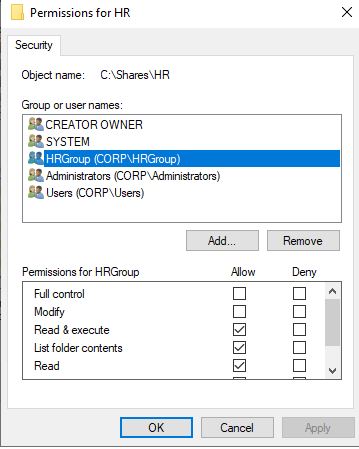 Permissions for HR
Security
Object name: C:\Shares\HR
Group or user names:
CREATOR OWNER
SYSTEM
HRGroup (CORP\HRGroup)
Administrators (CORP\Administrators)
Users (CORP\Users)
Add... Remove
Permissions for HRGroup Allow Deny
Full control
Modify
Read & execute
List folder contents
Read
OK Cancel Apply